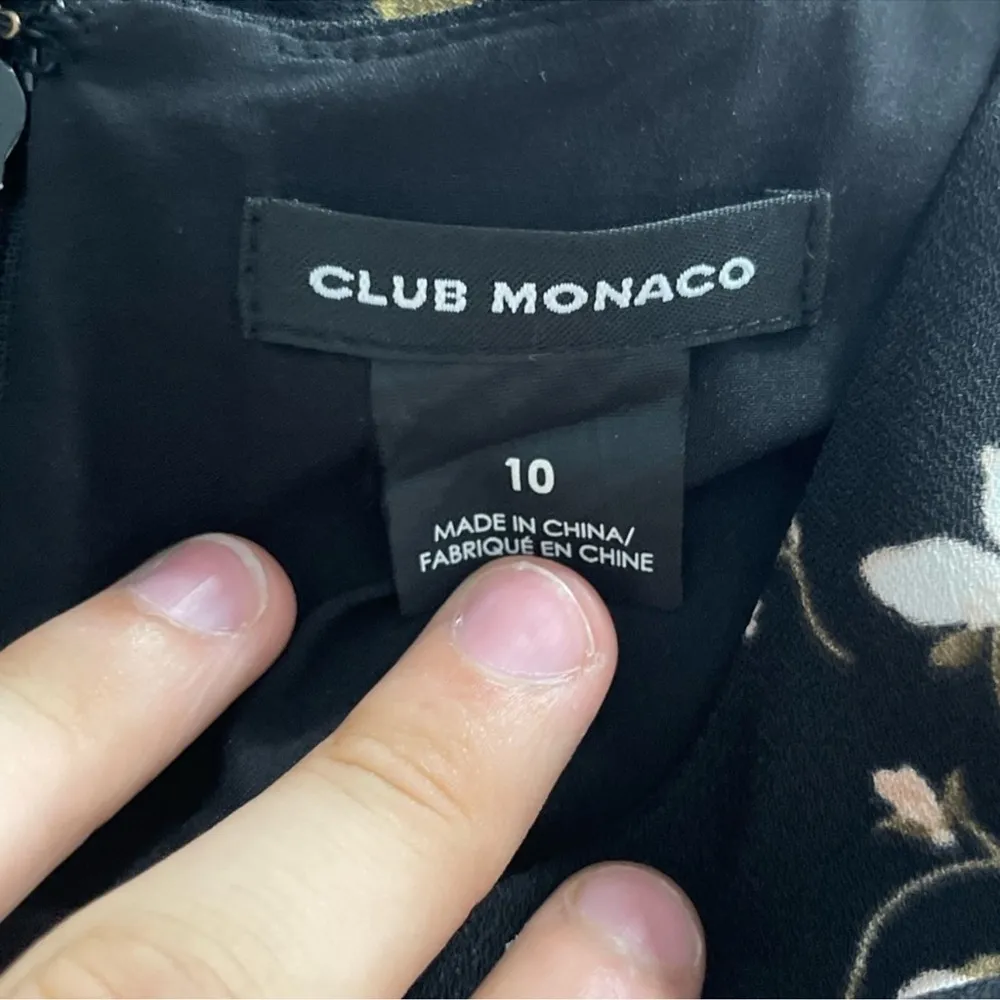 CLUB MONACO
10
MADE IN CHINA/
FABRIQUÉ EN CHINE